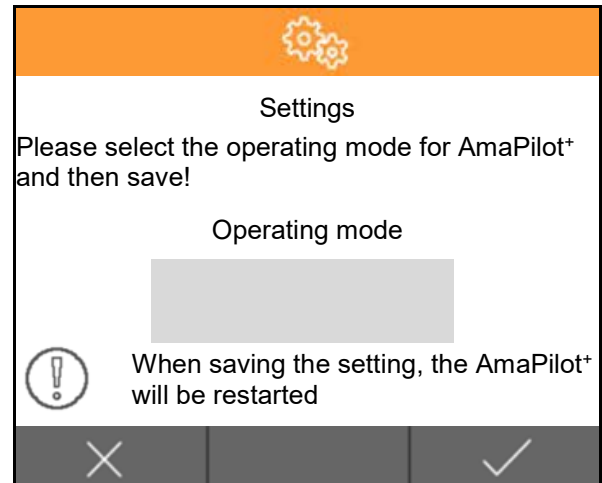 Settings
Please select the operating mode for AmaPilot⁺
and then save!
Operating mode
When saving the setting, the AmaPilot⁺
will be restarted